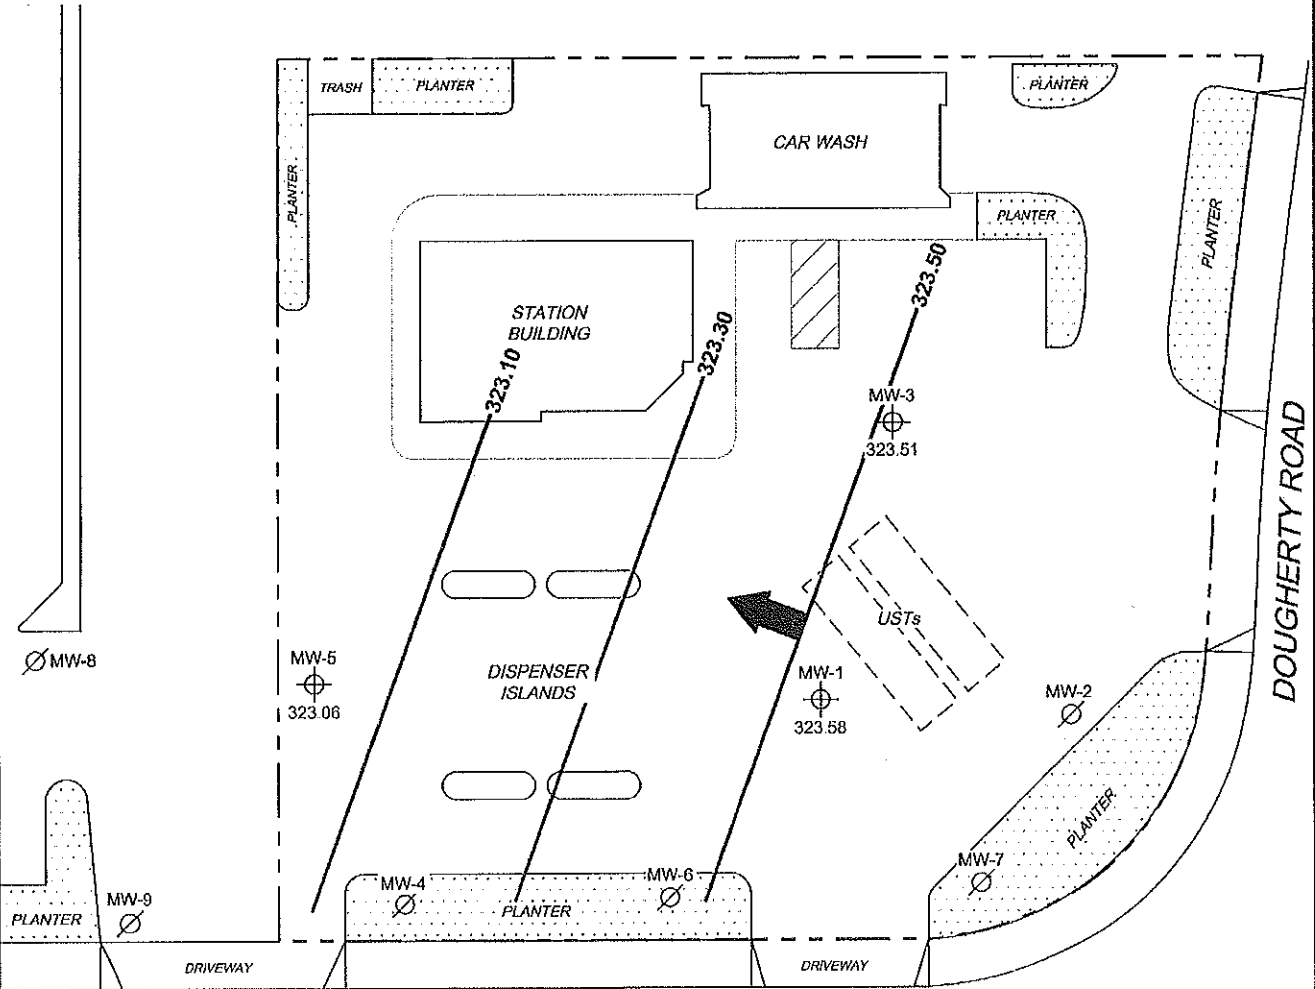 TRASH
PLANTER
PLANTER
CAR WASH
PLANTER
PLANTER
PLANTER
PLANTER
STATION
BUILDING
323.10
323.30
323.50
MW-3
323.51
DOUGHERTY ROAD
USTs
MW-8
MW-5
323.06
DISPENSER
ISLANDS
MW-1
323.58
MW-2
PLANTER
MW-7
MW-4
MW-6
PLANTER
MW-9
PLANTER
DRIVEWAY
DRIVEWAY